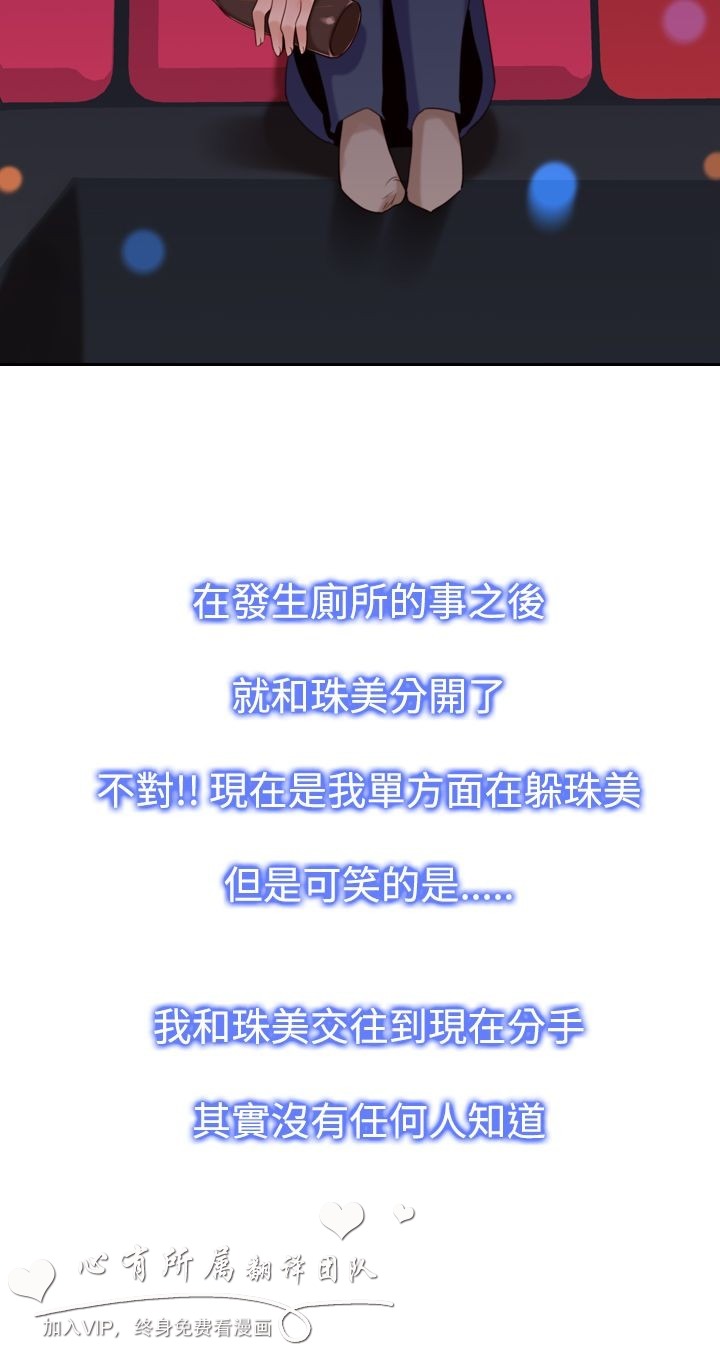 在發生廁所的事之後
就和珠美分開了
不對!! 現在是我單方面在躲珠美
但是可笑的是.....
我和珠美交往到現在分手
其實沒有任何人知道
心有所属翻译团队
加入VIP，终身免费看漫画